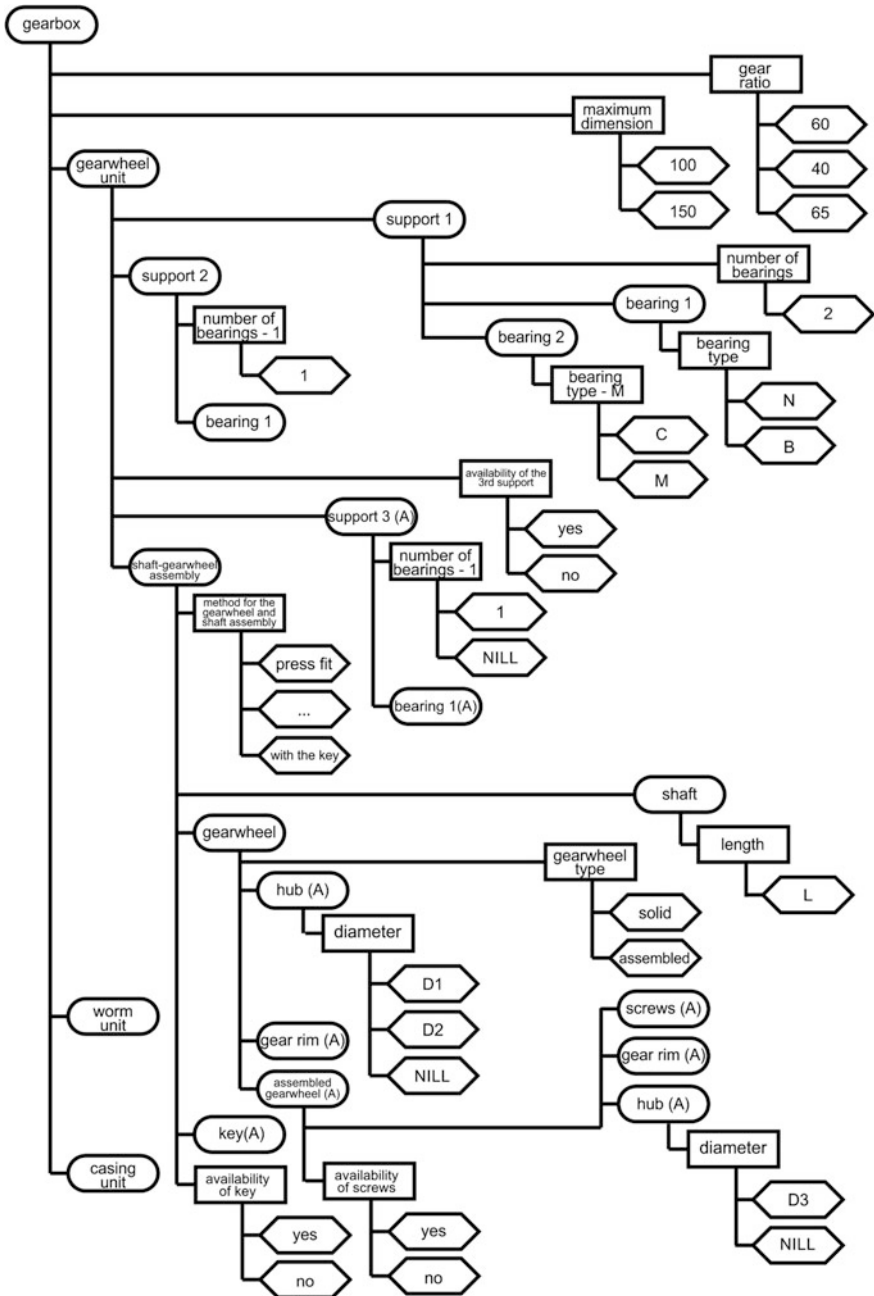 gearbox
gear
ratio
60
40
65
maximum
dimension
100
150
gearwheel
unit
support 1
number of
bearings
2
support 2
number of
bearings - 1
1
bearing 1
bearing 1
bearing
type
N
B
bearing 2
bearing
type - M
C
M
availability of the
3rd support
yes
no
support 3 (A)
number of
bearings - 1
1
NILL
bearing 1(A)
shaft-gearwheel
assembly
method for the
gearwheel and
shaft assembly
press fit
...
with the key
shaft
length
L
gearwheel
gearwheel
type
solid
assembled
hub (A)
diameter
D1
D2
NILL
gear rim (A)
assembled
gearwheel (A)
screws (A)
gear rim (A)
hub (A)
diameter
D3
NILL
availability
of screws
yes
no
key(A)
availability
of key
yes
no
worm
unit
casing
unit